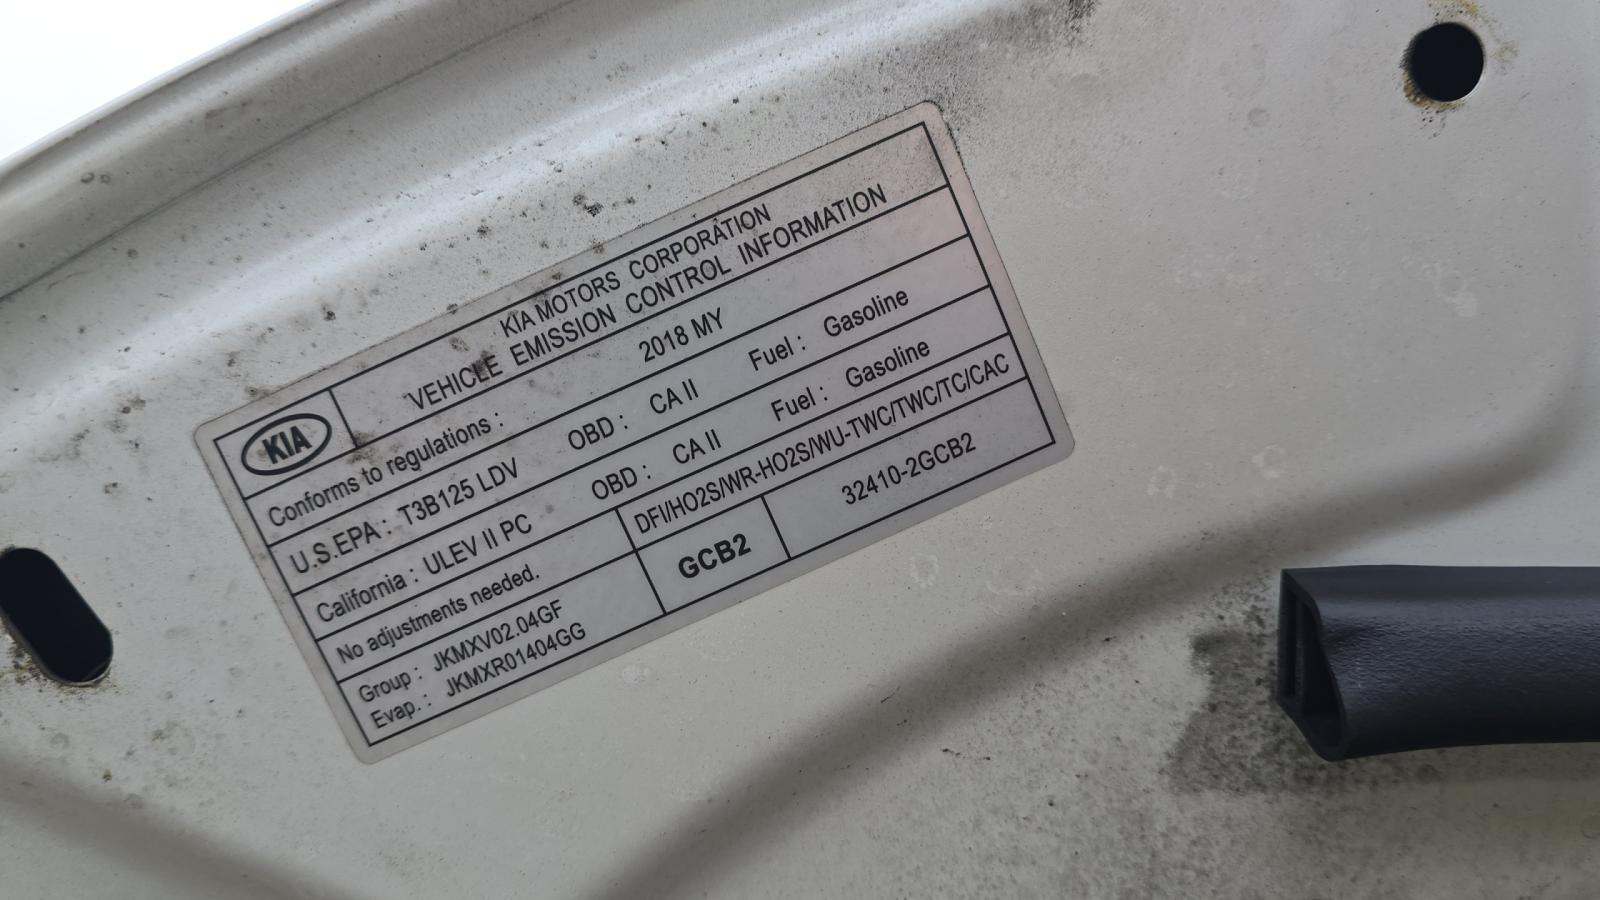 KIA
KIA MOTORS CORPORATION
VEHICLE EMISSION CONTROL INFORMATION
Conforms to regulations : 2018 MY
U.S.EPA : T3B125 LDV OBD : CA II Fuel : Gasoline
California : ULEV II PC OBD : CA II Fuel : Gasoline
No adjustments needed. DFI/HO2S/WR-HO2S/WU-TWC/TWC/TC/CAC
Group : JKMXV02.04GF
Evap. : JKMXR01404GG
GCB2
32410-2GCB2